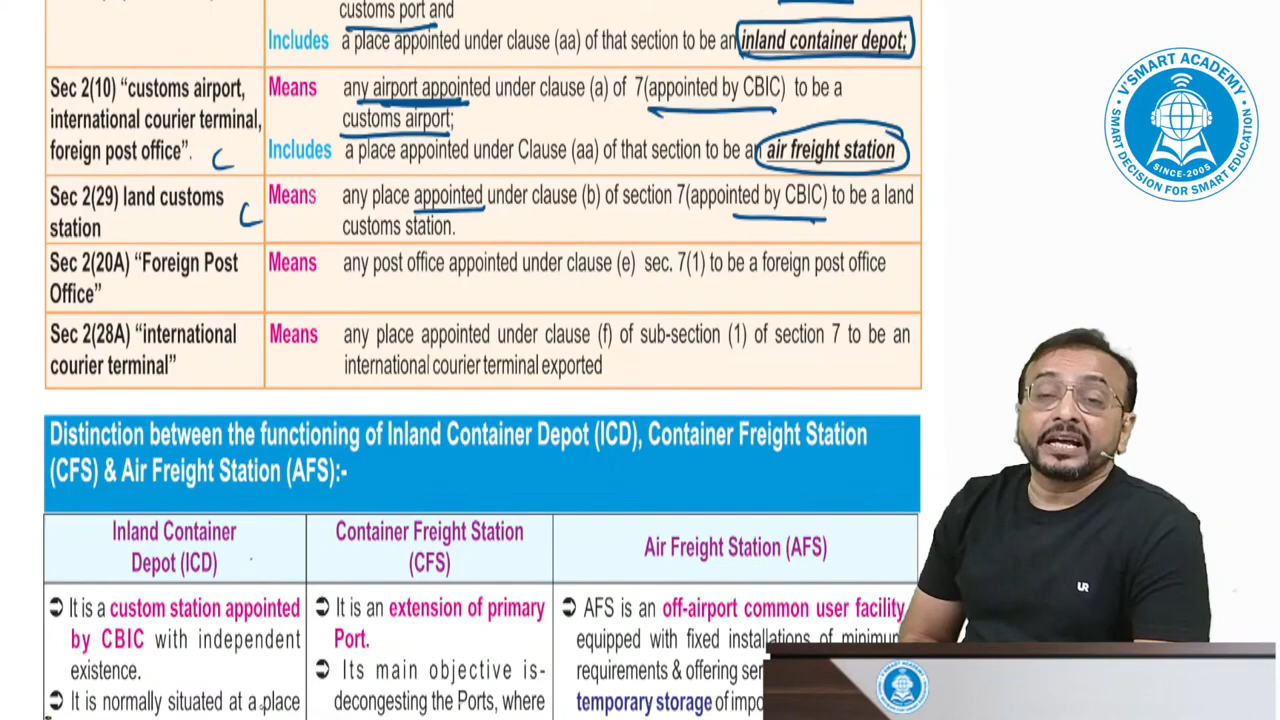 customs port and
Includes a place appointed under clause (aa) of that section to be an inland container depot;
Sec 2(10) “customs airport, international courier terminal, foreign post office”.
Means any airport appointed under clause (a) of 7(appointed by CBIC) to be a
customs airport;
Includes a place appointed under Clause (aa) of that section to be an air freight station
Sec 2(29) land customs station
Means any place appointed under clause (b) of section 7(appointed by CBIC) to be a land
customs station.
Sec 2(20A) “Foreign Post Office”
Means any post office appointed under clause (e) sec. 7(1) to be a foreign post office
Sec 2(28A) “international courier terminal”
Means any place appointed under clause (f) of sub-section (1) of section 7 to be an
international courier terminal exported
Distinction between the functioning of Inland Container Depot (ICD), Container Freight Station
(CFS) & Air Freight Station (AFS):-
Inland Container
Depot (ICD)
Container Freight Station
(CFS)
Air Freight Station (AFS)
It is a custom station appointed
by CBIC with independent
existence.
It is normally situated at a place
It is an extension of primary
Port.
Its main objective is-
decongesting the Ports, where
AFS is an off-airport common user facility
equipped with fixed installations of minimum
requirements & offering
temporary storage of
V'SMART ACADEMY
SINCE-2005
SMART DECISION FOR SMART EDUCATION
UR